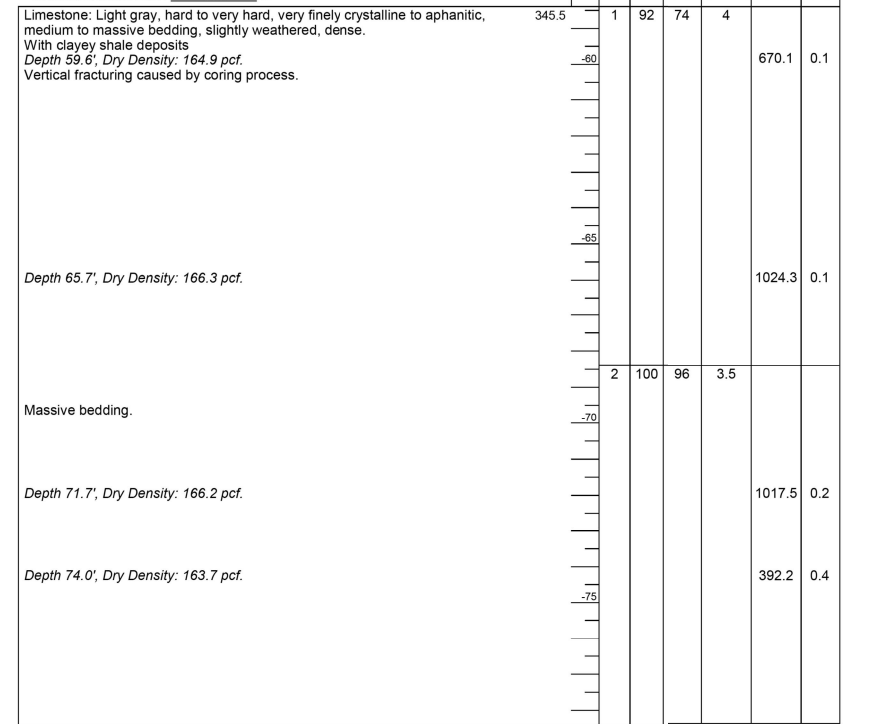 Limestone: Light gray, hard to very hard, very finely crystalline to aphanitic, 345.5 1 92 74 4
medium to massive bedding, slightly weathered, dense.
With clayey shale deposits
Depth 59.6', Dry Density: 164.9 pcf. -60 670.1 0.1
Vertical fracturing caused by coring process.
-65
Depth 65.7', Dry Density: 166.3 pcf. 1024.3 0.1
2 100 96 3.5
Massive bedding.
-70
Depth 71.7', Dry Density: 166.2 pcf. 1017.5 0.2
Depth 74.0', Dry Density: 163.7 pcf. 392.2 0.4
-75